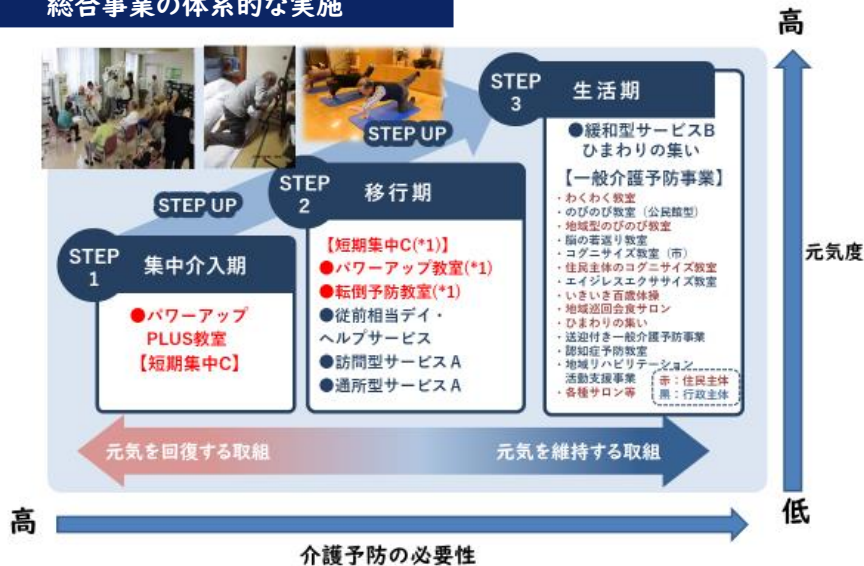 総合事業の体系的な実施
高
元気度
低
STEP
3
生活期
●緩和型サービスB
ひまわりの集い
【一般介護予防事業】
・わくわく教室
・のびのび教室（公民館型）
・地域型のびのび教室
・脳の若返り教室
・コグニサイズ教室（市）
・住民主体のコグニサイズ教室
・エイジレスエクササイズ教室
・いきいき百歳体操
・地域巡回会食サロン
・ひまわりの集い
・送迎付き一般介護予防事業
・認知症予防教室
・地域リハビリテーション
活動支援事業
・各種サロン等
赤：住民主体
黒：行政主体
STEP UP
STEP
2
移行期
【短期集中C(*1)】
●パワーアップ教室(*1)
●転倒予防教室(*1)
●従前相当デイ・
ヘルプサービス
●訪問型サービスA
●通所型サービスA
STEP UP
STEP
1
集中介入期
●パワーアップ
PLUS教室
【短期集中C】
元気を回復する取組
元気を維持する取組
高
介護予防の必要性